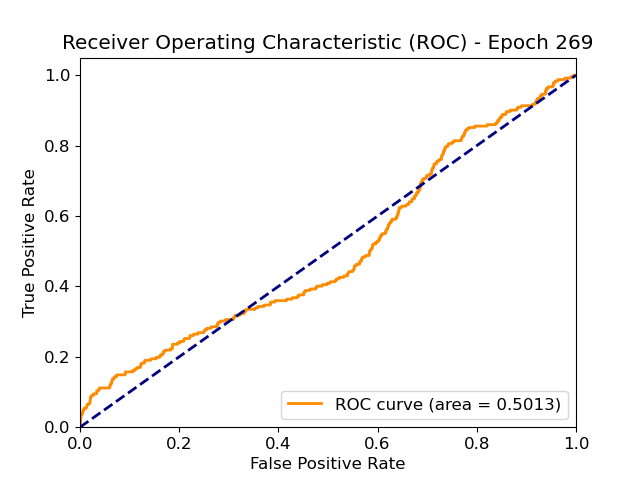 Receiver Operating Characteristic (ROC) - Epoch 269
1.0
0.8
0.6
0.4
0.2
0.0
True Positive Rate
ROC curve (area = 0.5013)
0.0 0.2 0.4 0.6 0.8 1.0
False Positive Rate